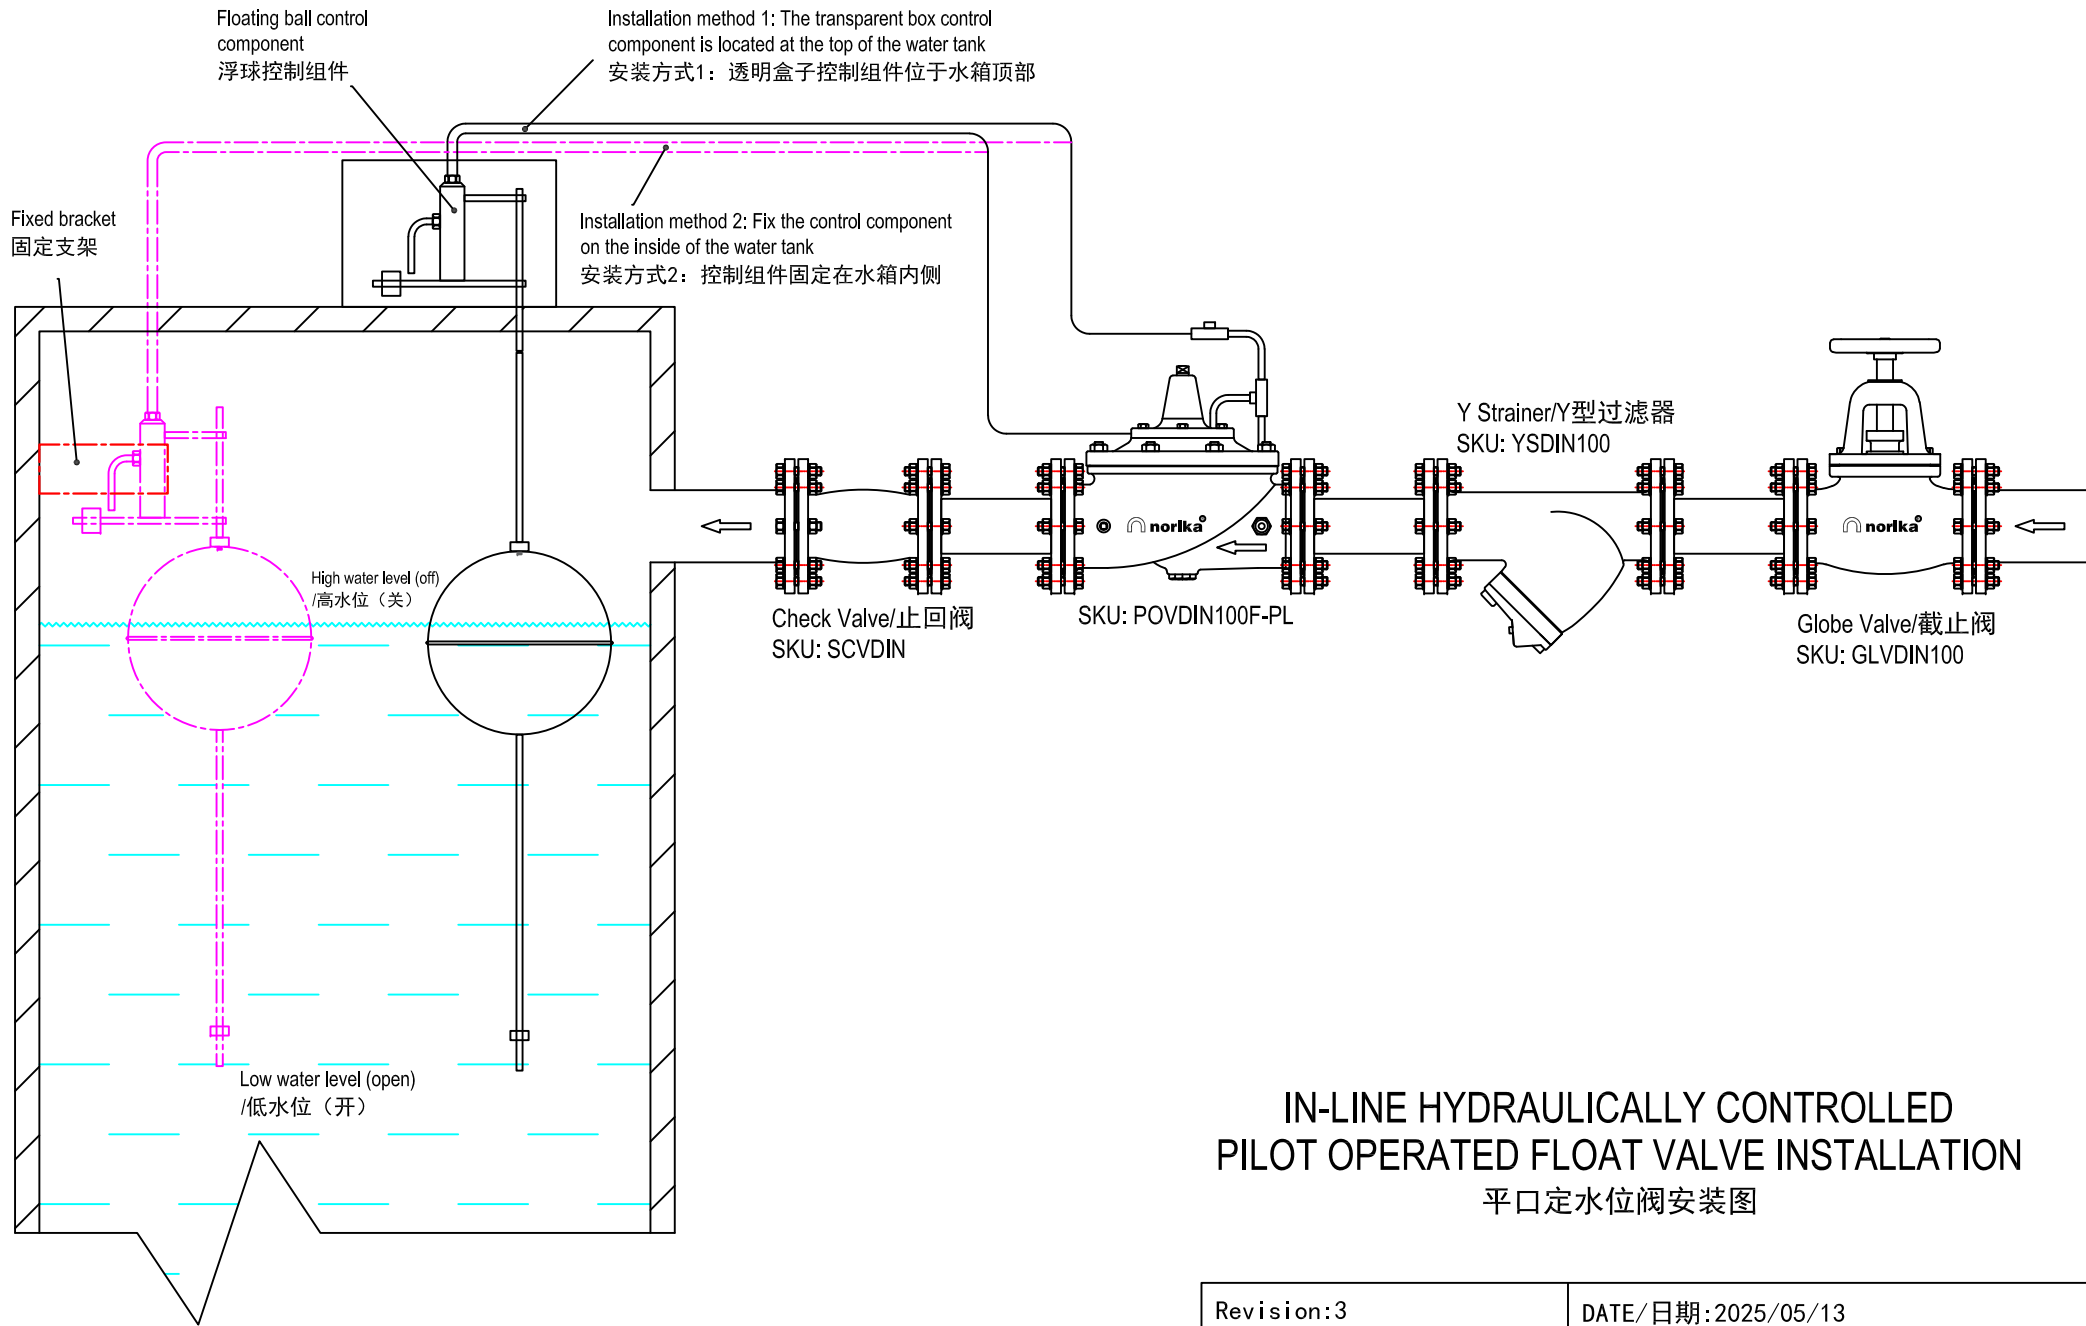 Floating ball control
component
浮球控制组件
Installation method 1: The transparent box control
component is located at the top of the water tank
安装方式1：透明盒子控制组件位于水箱顶部
Fixed bracket
固定支架
Installation method 2: Fix the control component
on the inside of the water tank
安装方式2：控制组件固定在水箱内侧
Y Strainer/Y型过滤器
SKU: YSDIN100
norika
norika
High water level (off)
/高水位（关）
Check Valve/止回阀
SKU: SCVDIN
SKU: POVDIN100F-PL
Globe Valve/截止阀
SKU: GLVDIN100
Low water level (open)
/低水位（开）
IN-LINE HYDRAULICALLY CONTROLLED
PILOT OPERATED FLOAT VALVE INSTALLATION
平口定水位阀安装图
Revision:3
DATE/日期:2025/05/13